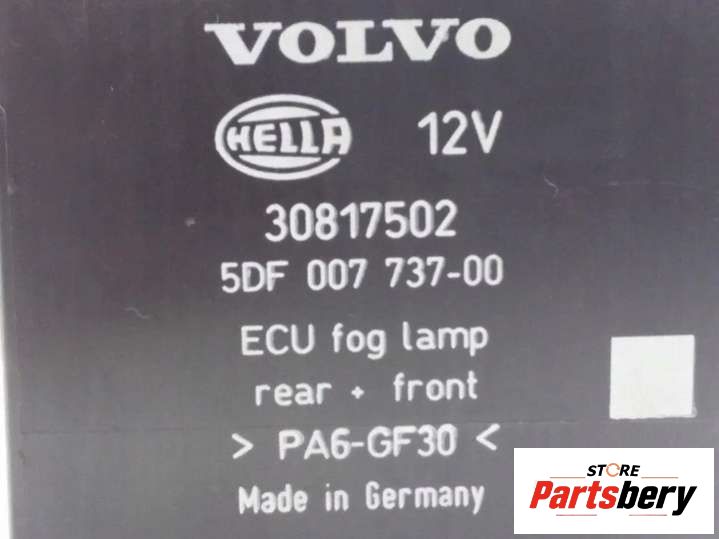 VOLVO
HELLA 12V
30817502
5DF 007 737-00
ECU fog lamp
rear + front
> PA6-GF30 <
Made in Germany
STORE
Partsbery